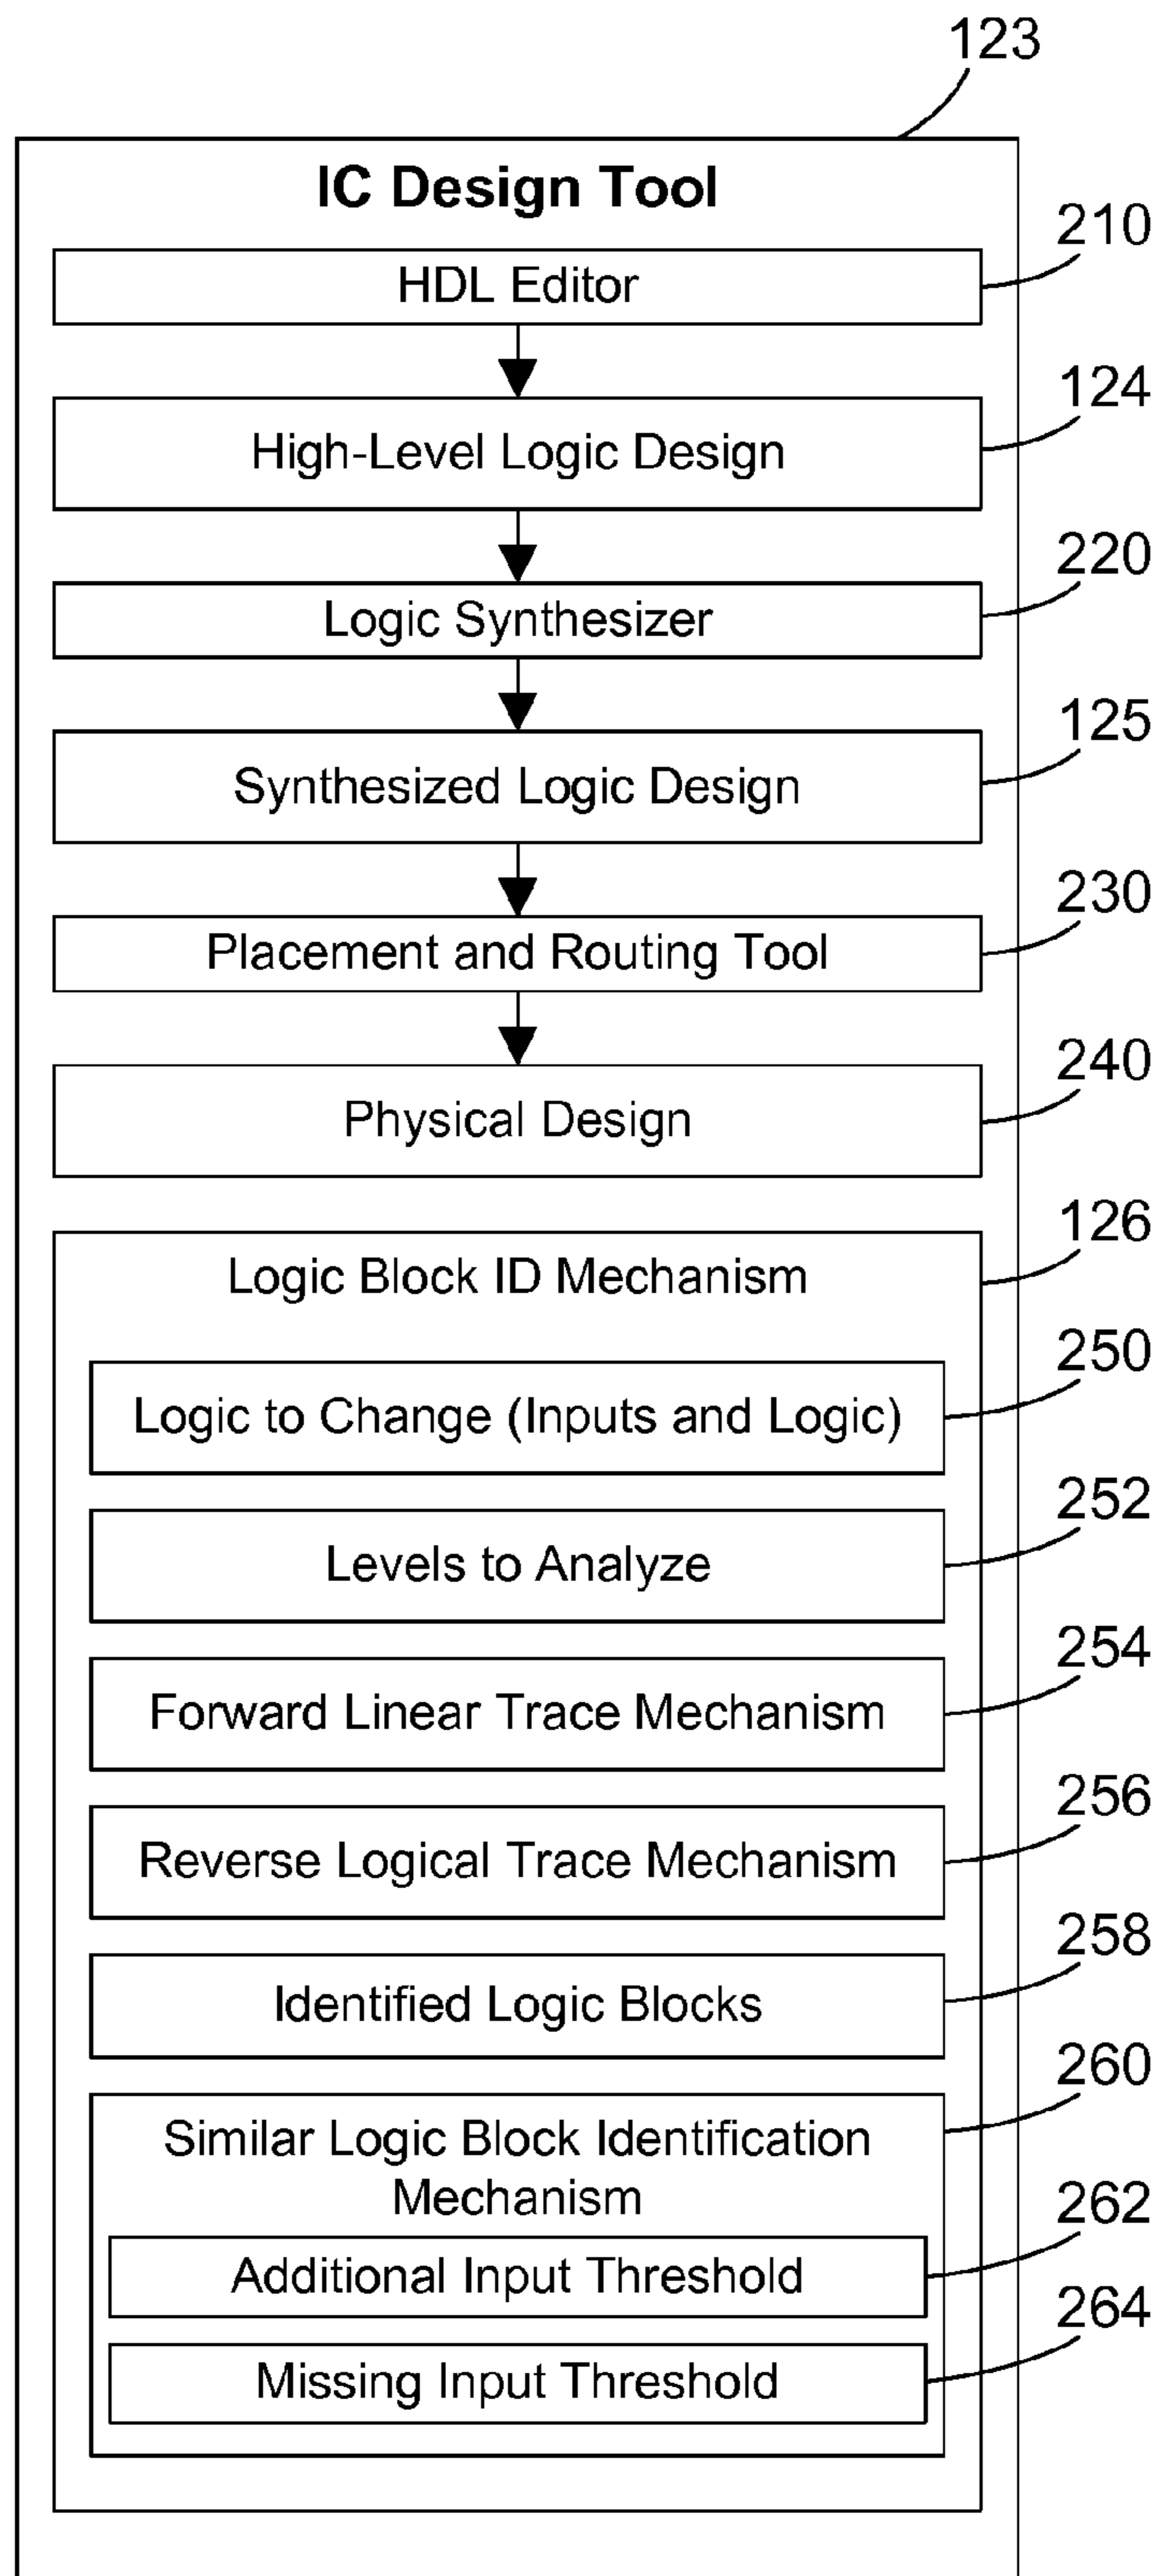 123
IC Design Tool
210
HDL Editor
124
High-Level Logic Design
220
Logic Synthesizer
125
Synthesized Logic Design
230
Placement and Routing Tool
240
Physical Design
126
Logic Block ID Mechanism
250
Logic to Change (Inputs and Logic)
252
Levels to Analyze
254
Forward Linear Trace Mechanism
256
Reverse Logical Trace Mechanism
258
Identified Logic Blocks
260
Similar Logic Block Identification
Mechanism
262
Additional Input Threshold
264
Missing Input Threshold